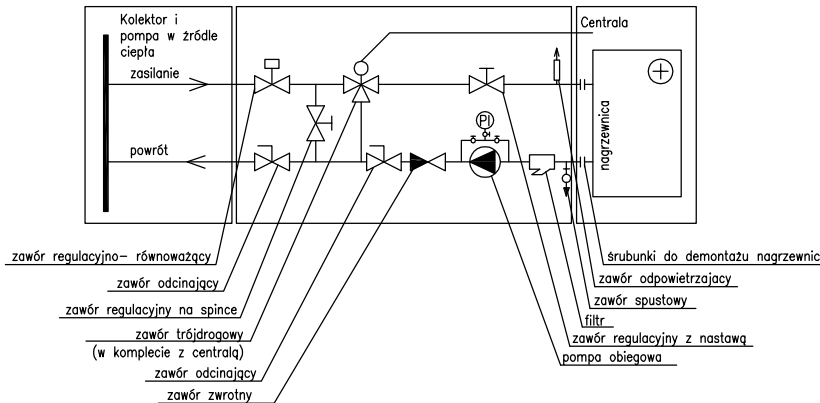 Kolektor i
pompa w źródle
ciepła
zasilanie
powrót
Centrala
nagrzewnica
PI
zawór regulacyjno- równoważący
zawór odcinający
zawór regulacyjny na spince
zawór trójdrogowy
(w komplecie z centralą)
zawór odcinający
zawór zwrotny
śrubunki do demontażu nagrzewnic
zawór odpowietrzajacy
zawór spustowy
filtr
zawór regulacyjny z nastawą
pompa obiegowa